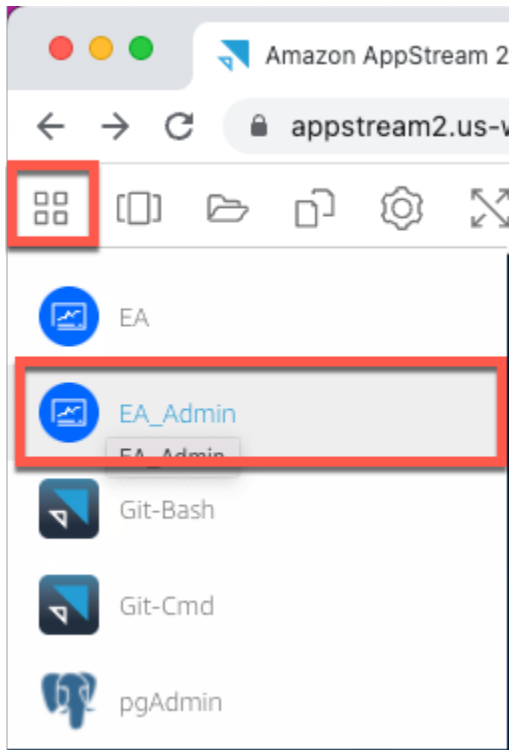 Amazon AppStream 2
appstream2.us-w
EA
EA_Admin
EA_Admin
Git-Bash
Git-Cmd
pgAdmin